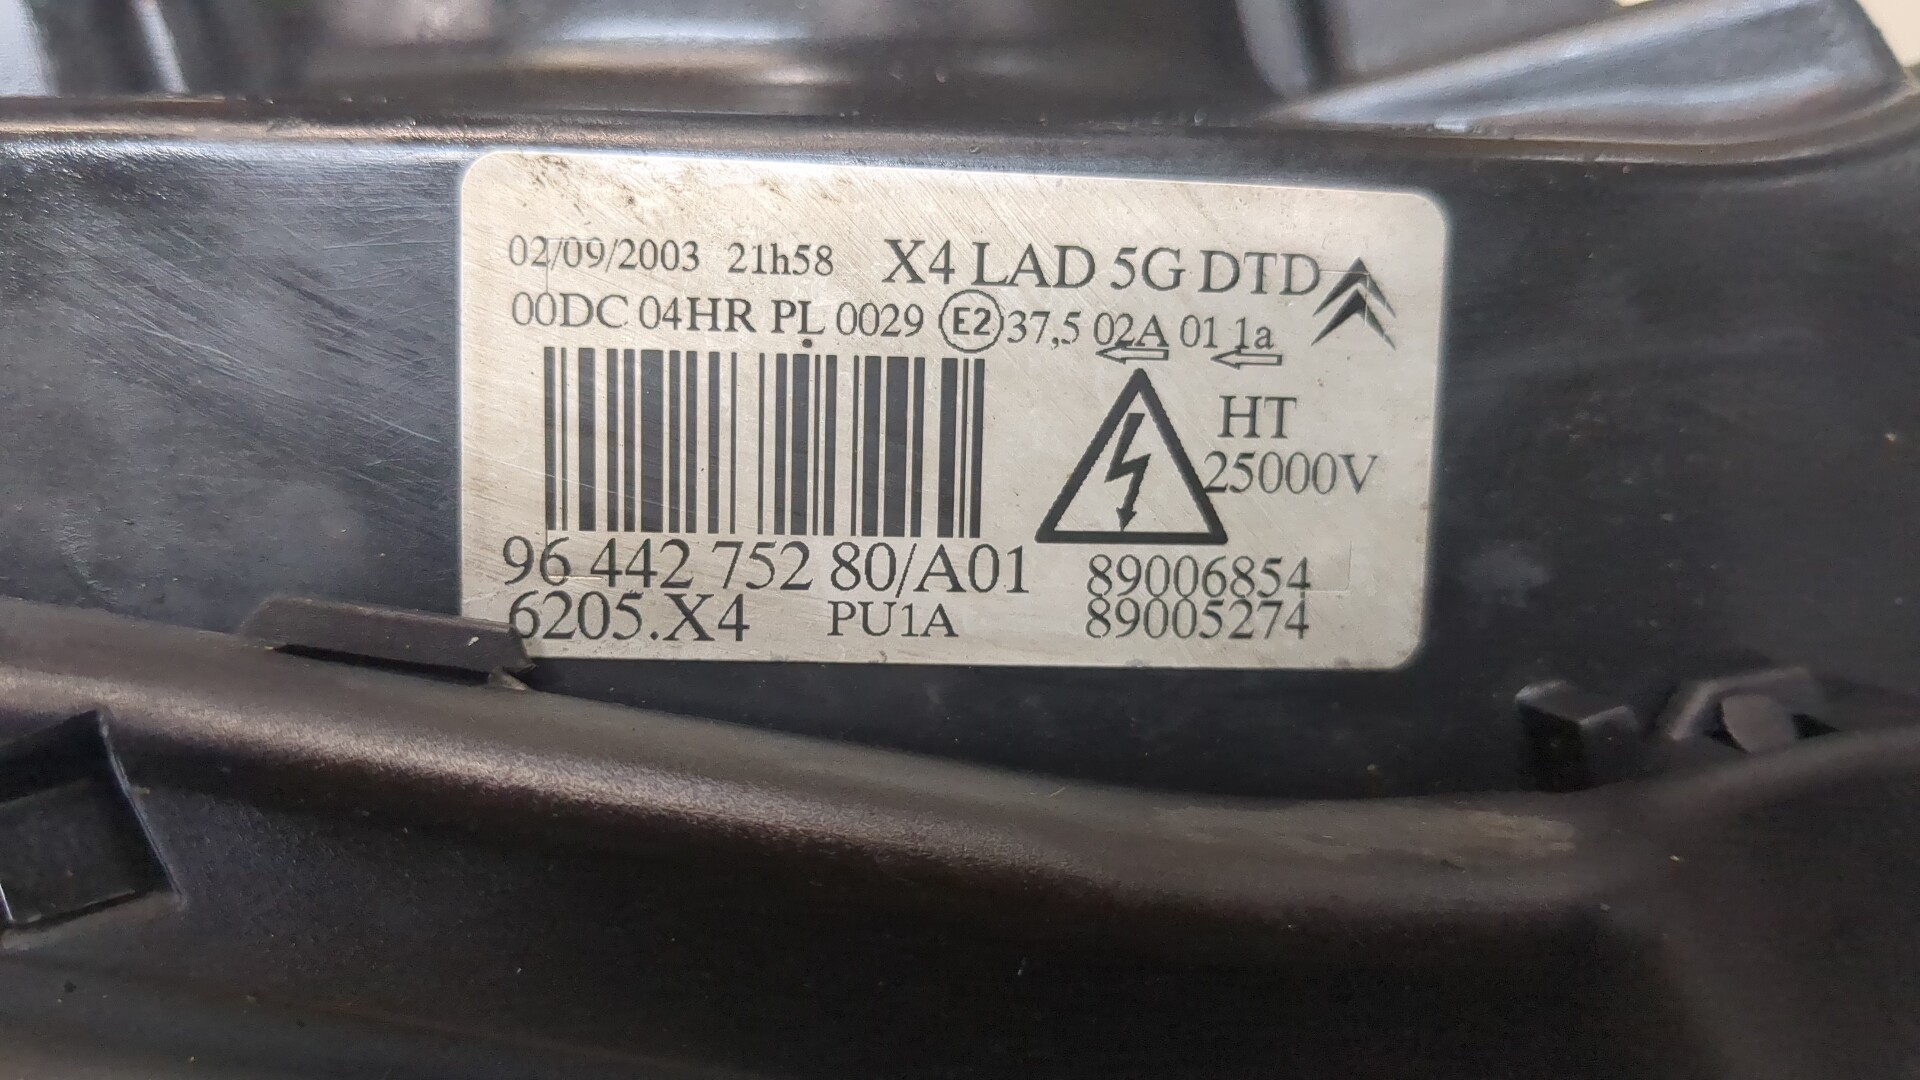 02/09/2003 21h58 X4 LAD 5G DTD
00DC 04HR PL 0029 E2 37,5 02A 01 1a
HT
25000V
96 442 752 80/A01 89006854
6205.X4 PU1A 89005274